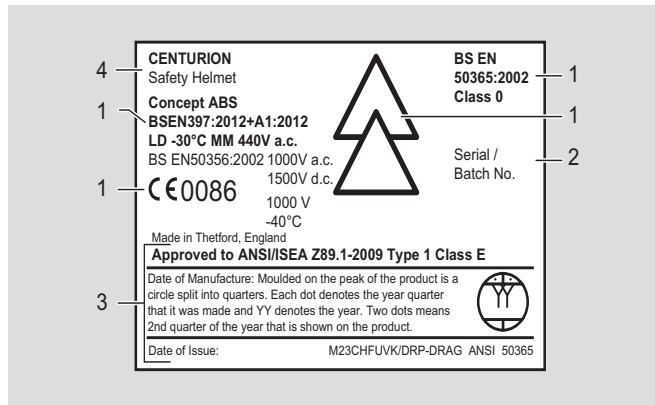 4
CENTURION
Safety Helmet
Concept ABS
1
BSEN397:2012+A1:2012
LD -30°C MM 440V a.c.
BS EN50356:2002 1000V a.c.
1500V d.c.
1
CE0086
1000 V
-40°C
BS EN
50365:2002
1
Class 0
1
Serial /
2
Batch No.
Made in Thetford, England
Approved to ANSI/ISEA Z89.1-2009 Type 1 Class E
3
Date of Manufacture: Moulded on the peak of the product is a
circle split into quarters. Each dot denotes the year quarter
that it was made and YY denotes the year. Two dots means
2nd quarter of the year that is shown on the product.
YY
Date of Issue:
M23CHFUVK/DRP-DRAG ANSI 50365